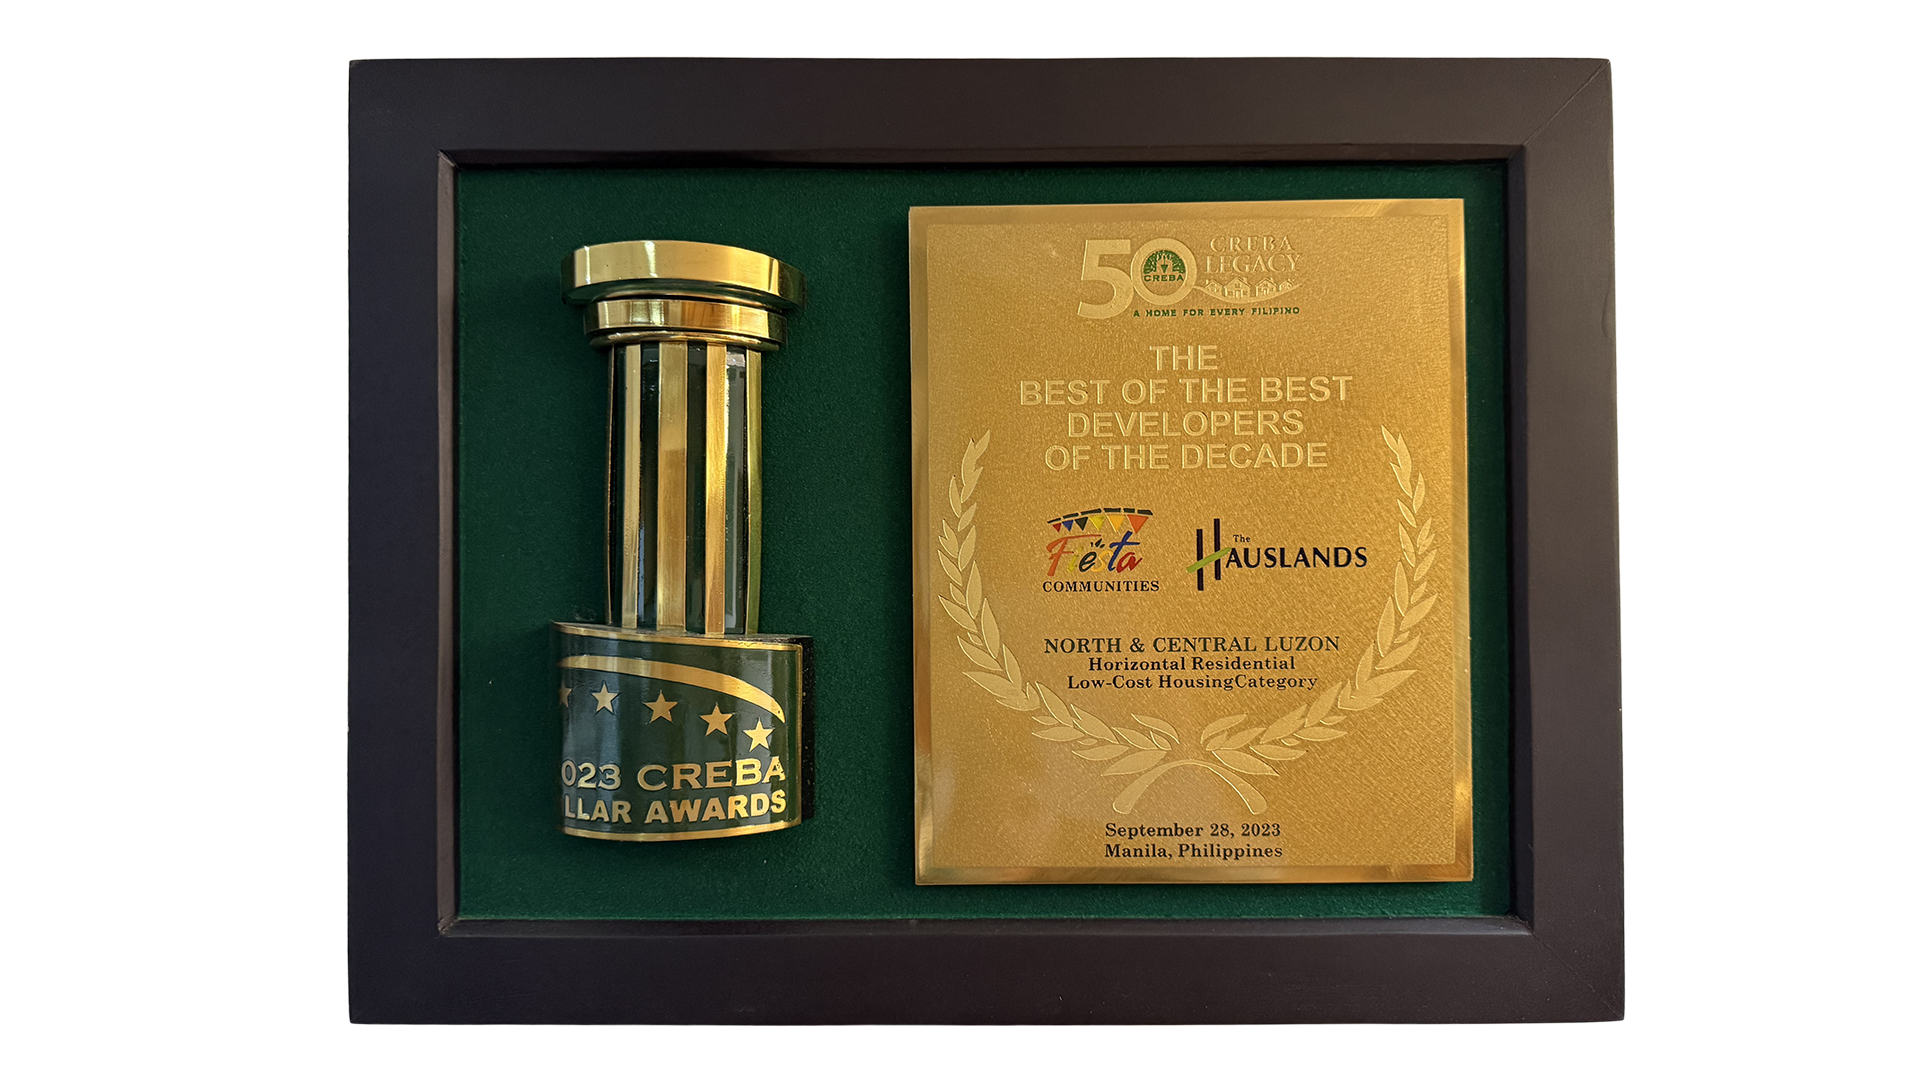 023 CREBA
LLAR AWARDS
50
CREBA
CREBA
LEGACY
A HOME FOR EVERY FILIPINO
THE
BEST OF THE BEST
DEVELOPERS
OF THE DECADE
Fiesta
COMMUNITIES
The
HAUSLANDS
NORTH & CENTRAL LUZON
Horizontal Residential
Low-Cost HousingCategory
September 28, 2023
Manila, Philippines